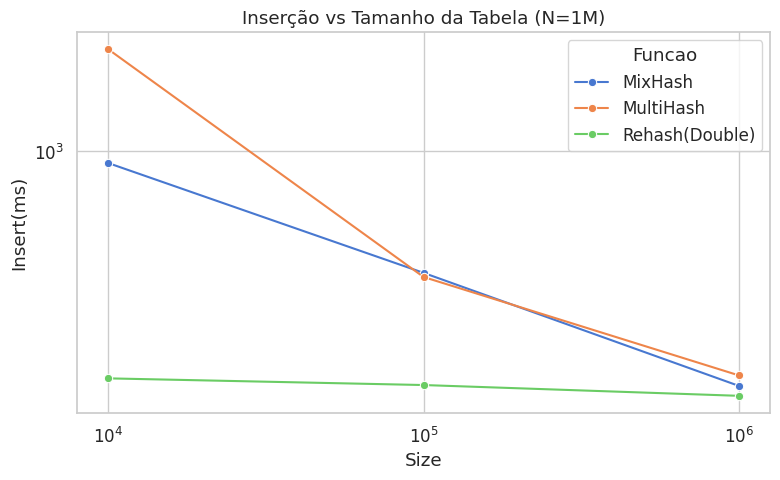 Inserção vs Tamanho da Tabela (N=1M)
Funcao
MixHash
MultiHash
Rehash(Double)
10³
Insert(ms)
10⁴ 10⁵ 10⁶
Size